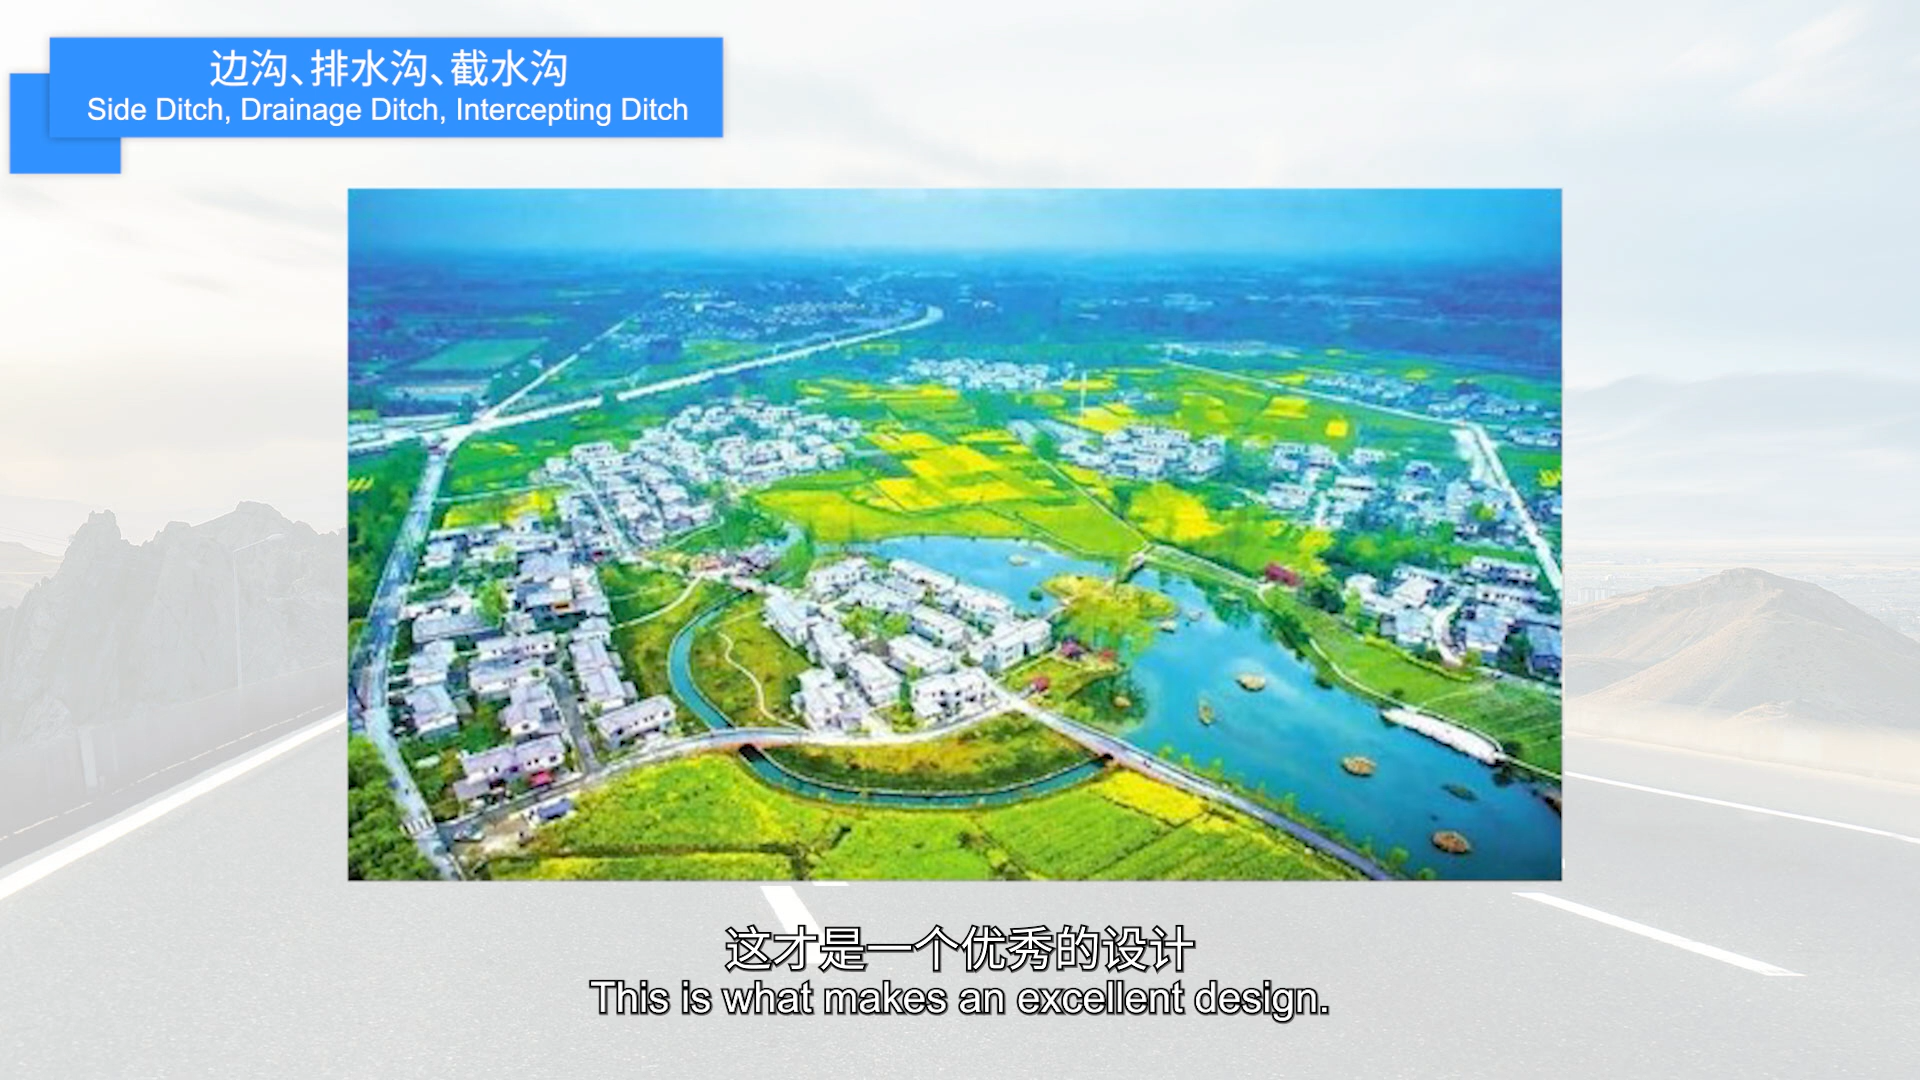 边沟、排水沟、截水沟
Side Ditch, Drainage Ditch, Intercepting Ditch
这才是一个优秀的设计
This is what makes an excellent design.